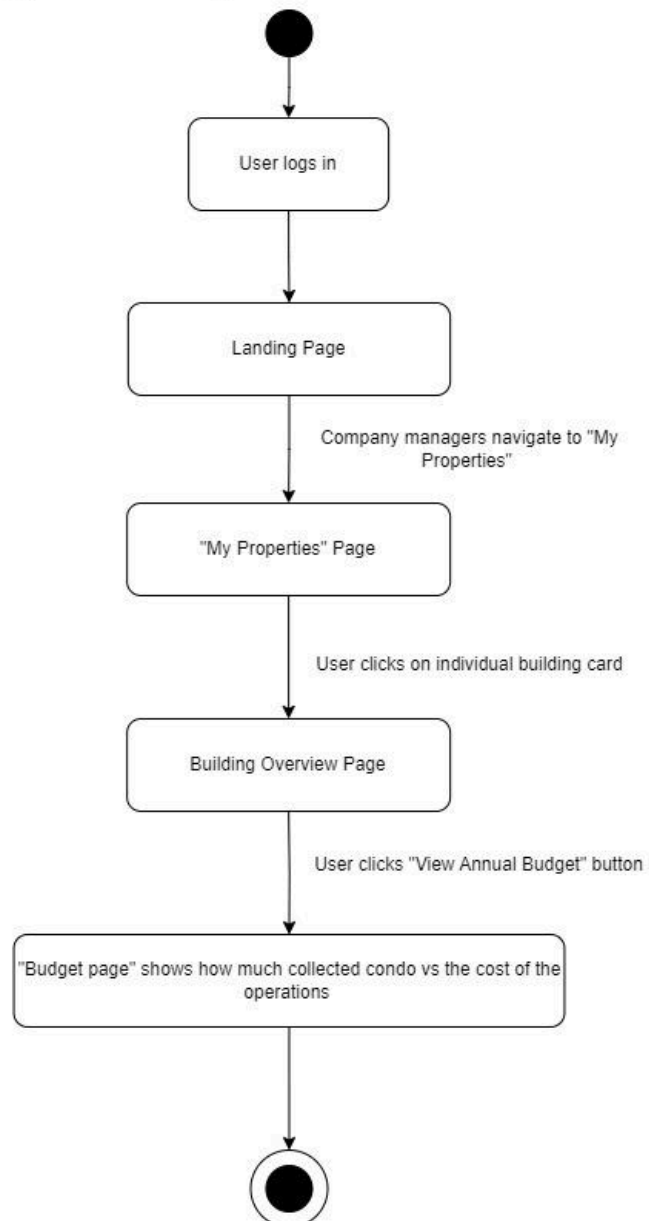 User logs in
Landing Page
Company managers navigate to "My
Properties"
"My Properties" Page
User clicks on individual building card
Building Overview Page
User clicks "View Annual Budget" button
"Budget page" shows how much collected condo vs the cost of the
operations